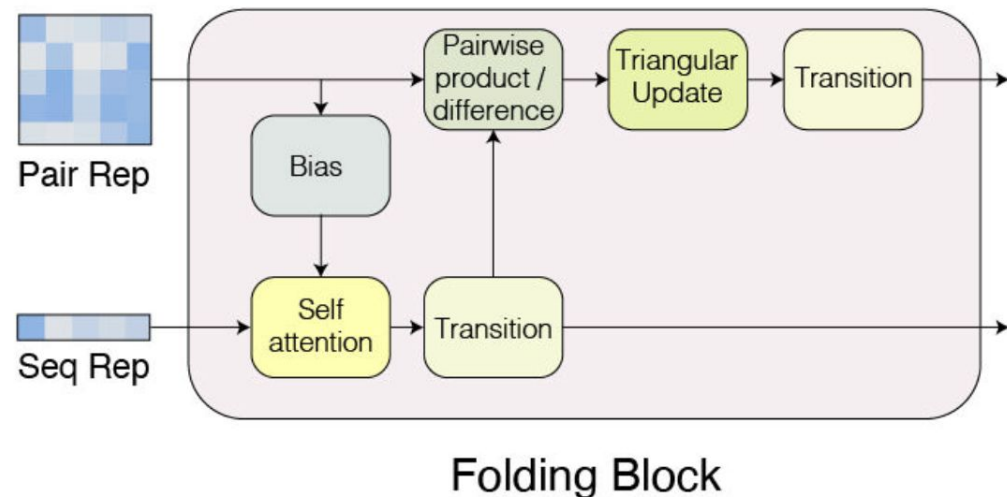 Pair Rep
Pairwise
product /
difference
Triangular
Update
Transition
Bias
Seq Rep
Self
attention
Transition
Folding Block